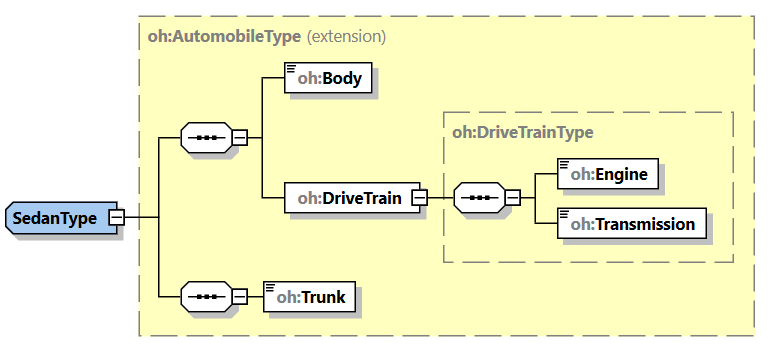 oh:AutomobileType (extension)
oh:Body
oh:DriveTrainType
oh:Engine
oh:DriveTrain
SedanType
oh:Transmission
oh:Trunk